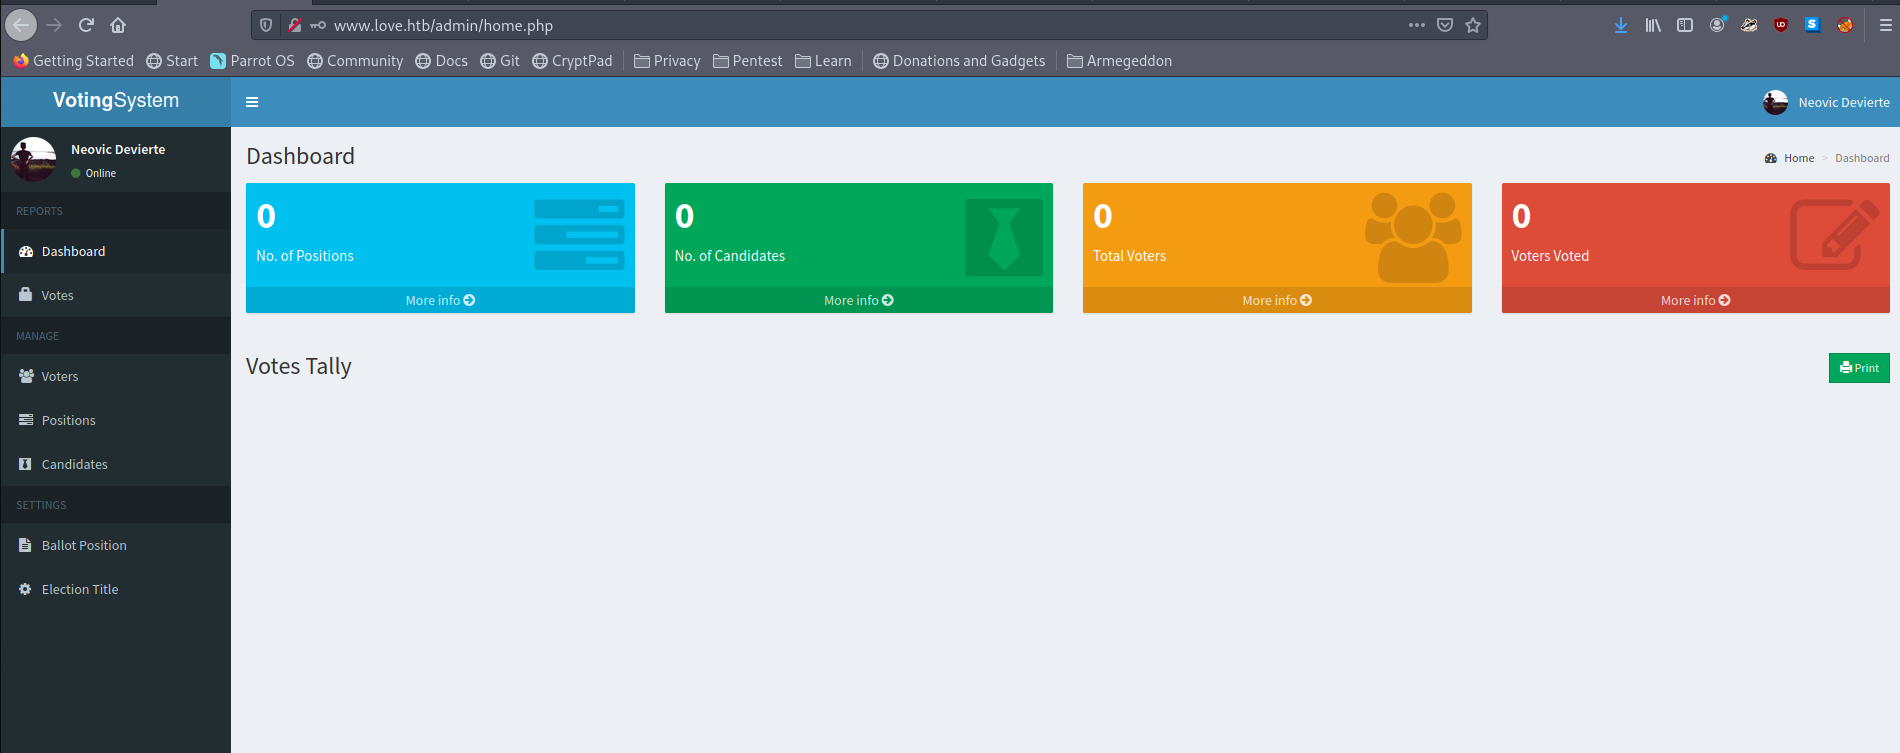 www.love.htb/admin/home.php
Getting Started Start Parrot OS Community Docs Git CryptPad Privacy Pentest Learn Donations and Gadgets Armegeddon
VotingSystem
Neovic Devierte
Neovic Devierte
Online
REPORTS
Dashboard
Votes
MANAGE
Voters
Positions
Candidates
SETTINGS
Ballot Position
Election Title
Dashboard
Home > Dashboard
0
No. of Positions
More info
0
No. of Candidates
More info
0
Total Voters
More info
0
Voters Voted
More info
Votes Tally
Print